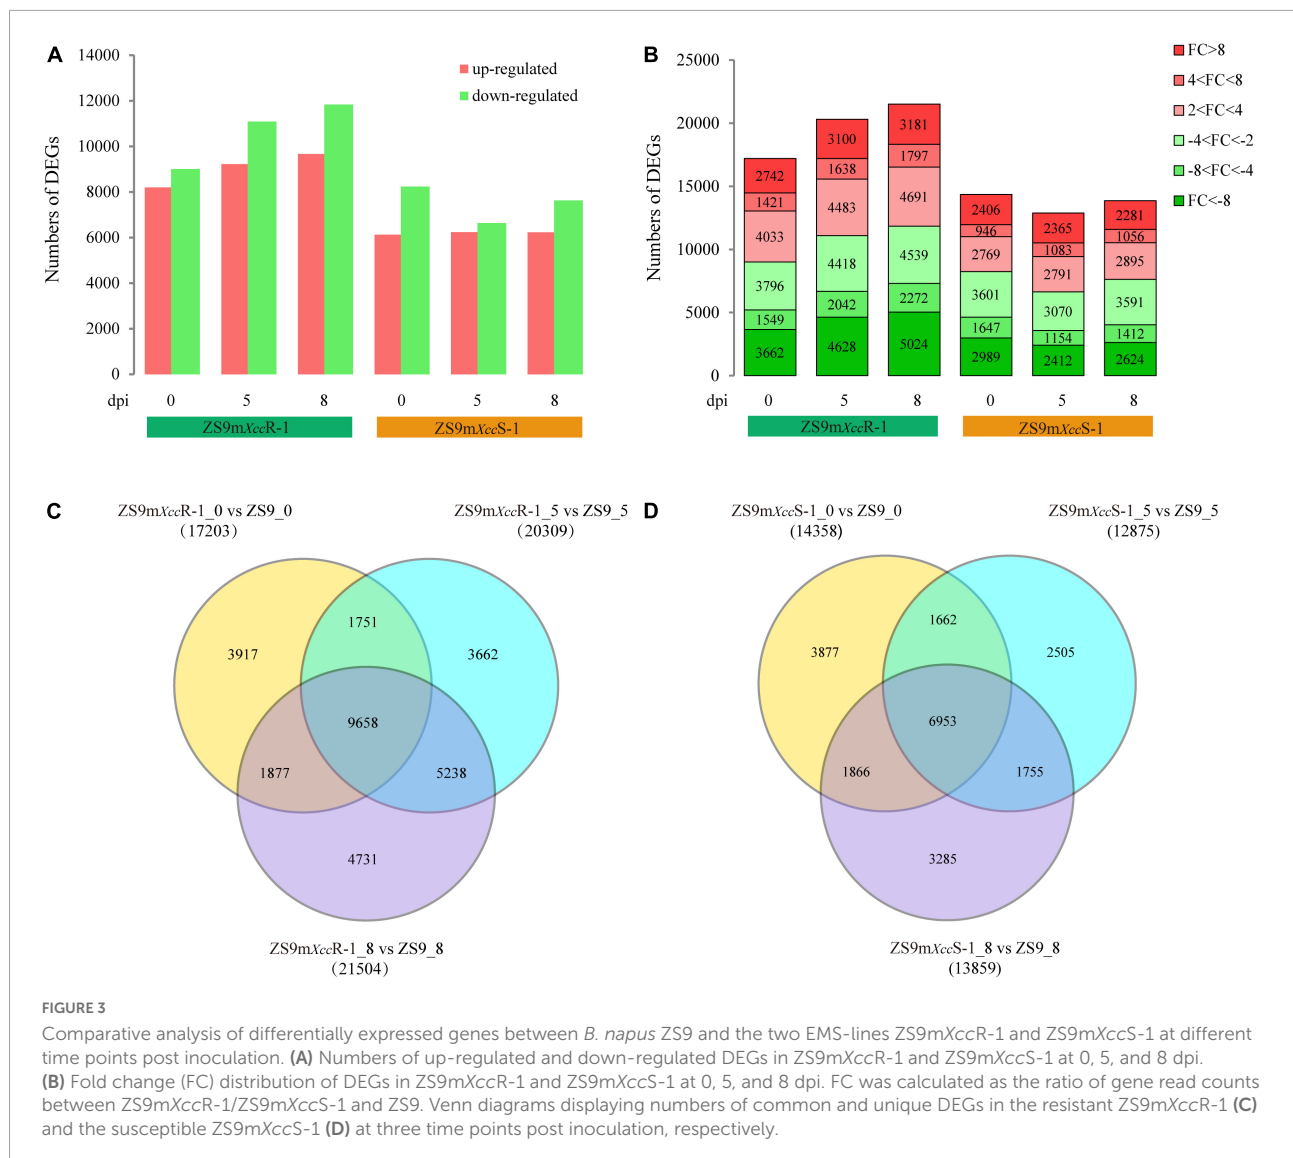 A
14000
12000
10000
8000
6000
4000
2000
0
Numbers of DEGs
up-regulated
down-regulated
dpi 0 5 8 0 5 8
ZS9mXccR-1 ZS9mXccS-1
B
25000
20000
15000
10000
5000
0
Numbers of DEGs
FC>8
4<FC<8
2<FC<4
-4<FC<-2
-8<FC<-4
FC<-8
2742
1421
4033
3796
1549
3662
3100
1638
4483
4418
2042
4628
3181
1797
4691
4539
2272
5024
2406
946
2769
3601
1647
2989
2365
1083
2791
3070
1154
2412
2281
1056
2895
3591
1412
2624
dpi 0 5 8 0 5 8
ZS9mXccR-1 ZS9mXccS-1
C
ZS9mXccR-1_0 vs ZS9_0
(17203)
ZS9mXccR-1_5 vs ZS9_5
(20309)
1751
3917
3662
9658
1877
5238
4731
ZS9mXccR-1_8 vs ZS9_8
(21504)
D
ZS9mXccS-1_0 vs ZS9_0
(14358)
ZS9mXccS-1_5 vs ZS9_5
(12875)
1662
3877
2505
6953
1866
1755
3285
ZS9mXccS-1_8 vs ZS9_8
(13859)
FIGURE 3
Comparative analysis of differentially expressed genes between B. napus ZS9 and the two EMS-lines ZS9mXccR-1 and ZS9mXccS-1 at different
time points post inoculation. (A) Numbers of up-regulated and down-regulated DEGs in ZS9mXccR-1 and ZS9mXccS-1 at 0, 5, and 8 dpi.
(B) Fold change (FC) distribution of DEGs in ZS9mXccR-1 and ZS9mXccS-1 at 0, 5, and 8 dpi. FC was calculated as the ratio of gene read counts
between ZS9mXccR-1/ZS9mXccS-1 and ZS9. Venn diagrams displaying numbers of common and unique DEGs in the resistant ZS9mXccR-1 (C)
and the susceptible ZS9mXccS-1 (D) at three time points post inoculation, respectively.